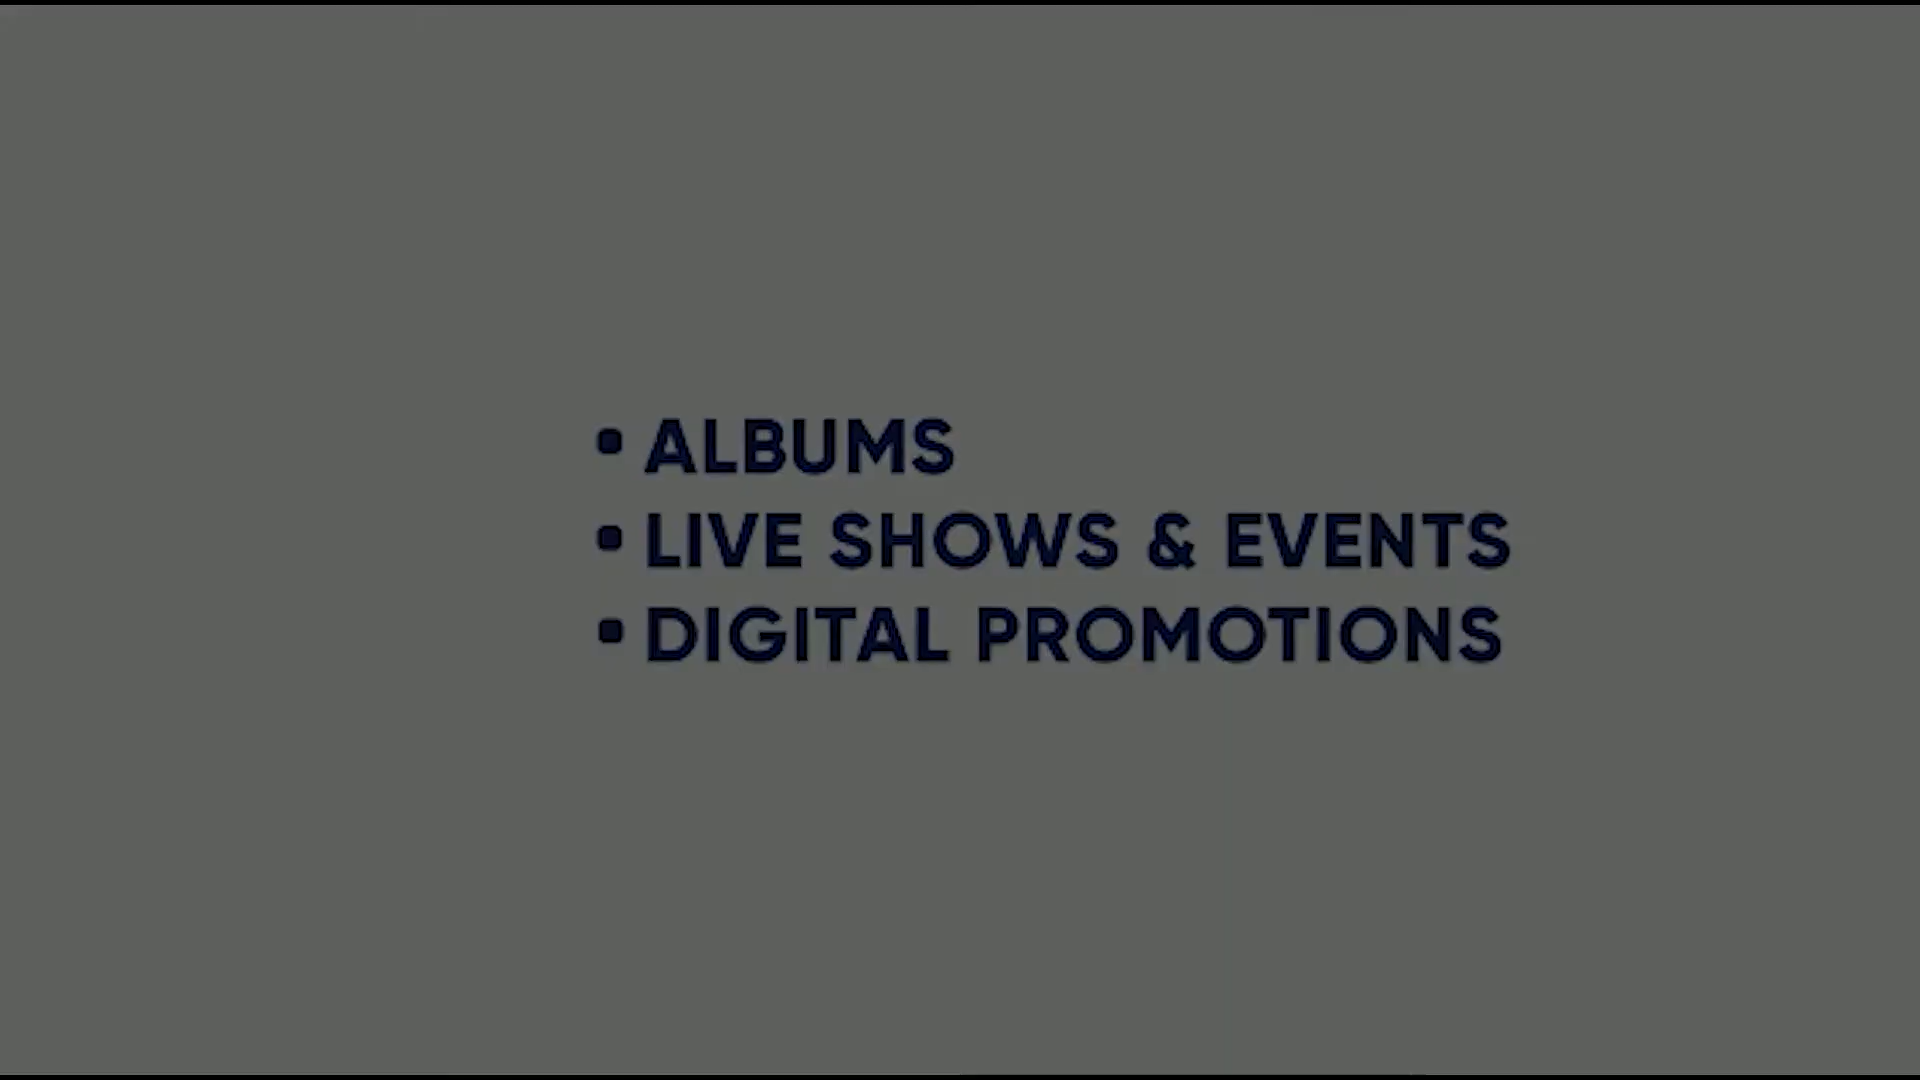 • ALBUMS
• LIVE SHOWS & EVENTS
• DIGITAL PROMOTIONS